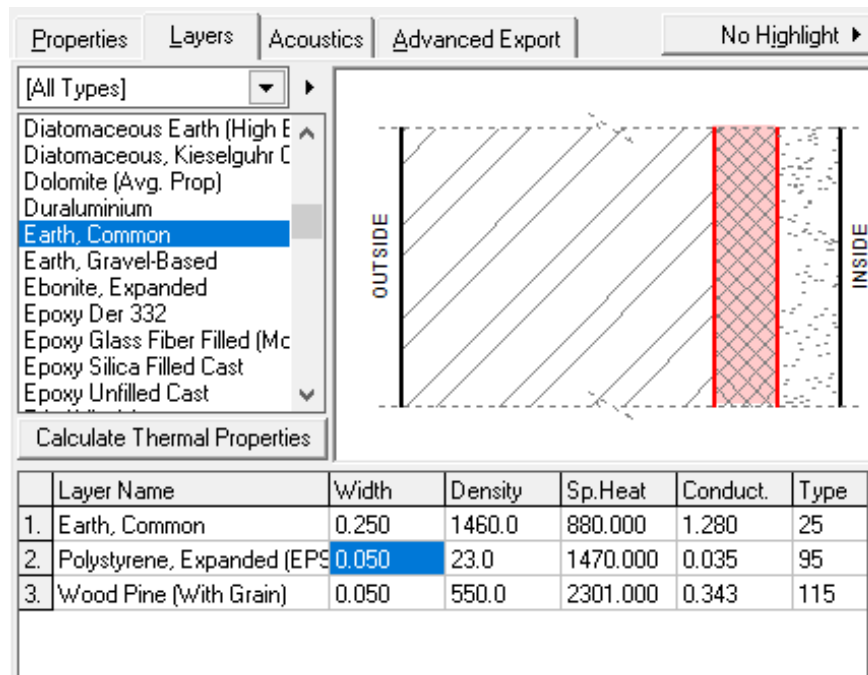 Properties Layers Acoustics Advanced Export No Highlight
[All Types]
Diatomaceous Earth (High E
Diatomaceous, Kieselguhr C
Dolomite (Avg. Prop)
Duraluminium
Earth, Common
Earth, Gravel-Based
Ebonite, Expanded
Epoxy Der 332
Epoxy Glass Fiber Filled (Mc
Epoxy Silica Filled Cast
Epoxy Unfilled Cast
Calculate Thermal Properties
OUTSIDE
INSIDE
Layer Name Width Density Sp.Heat Conduct. Type
1. Earth, Common 0.250 1460.0 880.000 1.280 25
2. Polystyrene, Expanded (EPS 0.050 23.0 1470.000 0.035 95
3. Wood Pine (With Grain) 0.050 550.0 2301.000 0.343 115